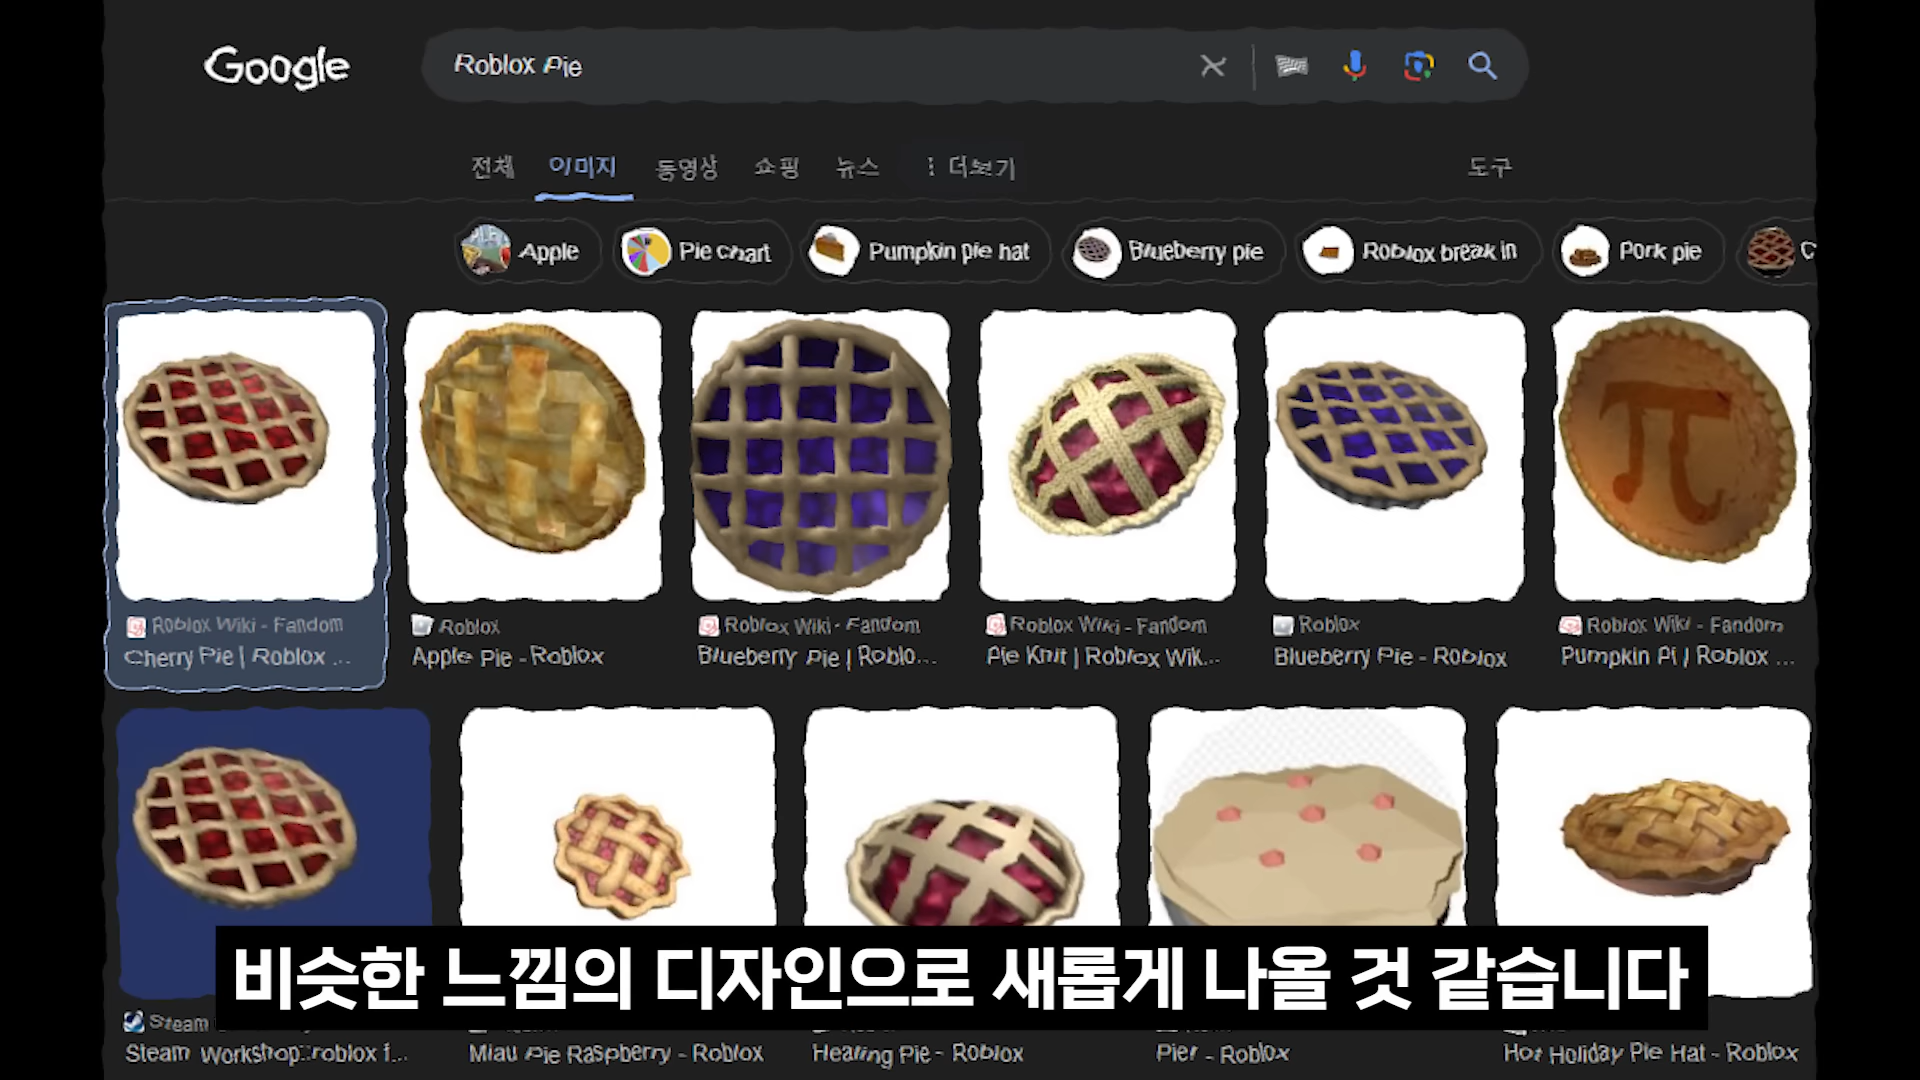 Google
Roblox Pie
전체 이미지 동영상 쇼핑 뉴스 더보기 도구
Apple Pie chart Pumpkin pie hat Blueberry pie Roblox break in Pork pie C
Roblox Wiki - Fandom Roblox Roblox Wiki - Fandom Roblox Wiki - Fandom Roblox Roblox Wiki - Fandom
Cherry Pie | Roblox ... Apple Pie - Roblox Blueberry Pie | Roblo... Pie Knit | Roblox Wik... Blueberry Pie - Roblox Pumpkin Pi | Roblox ...
비슷한 느낌의 디자인으로 새롭게 나올 것 같습니다
Steam
Steam Workshop::roblox f... Miau Pie Raspberry - Roblox Healing Pie - Roblox Pier - Roblox Hot Holiday Pie Hat - Roblox